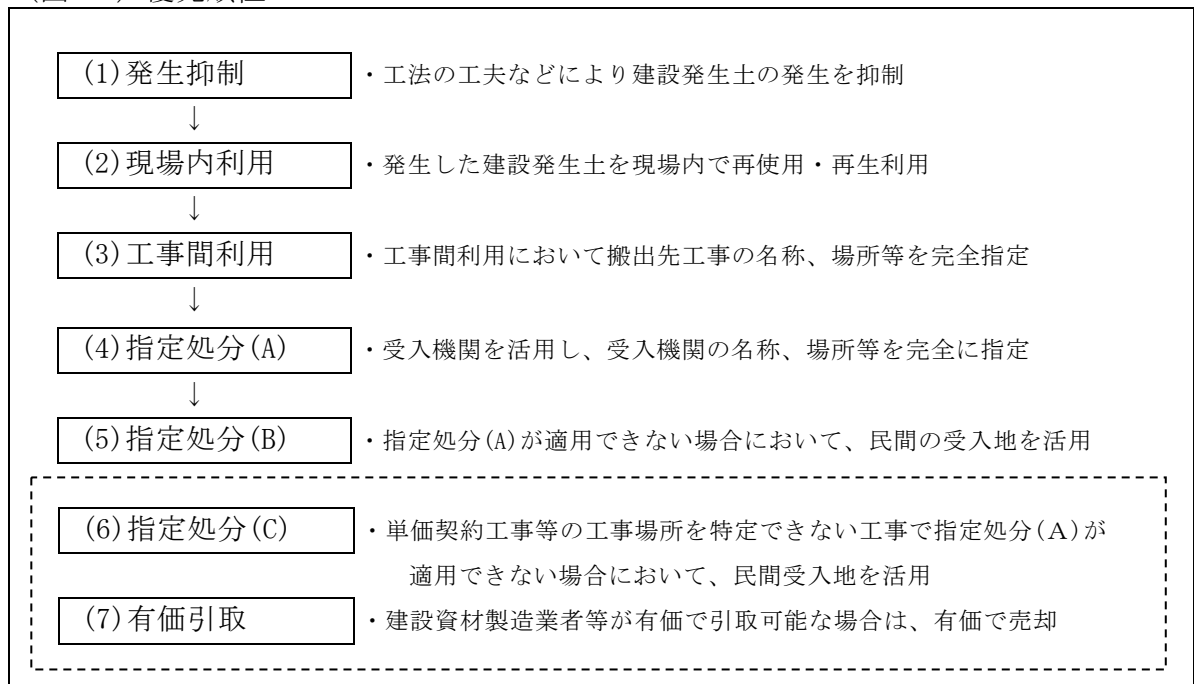 (1)発生抑制 ・工法の工夫などにより建設発生土の発生を抑制
↓
(2)現場内利用 ・発生した建設発生土を現場内で再使用・再生利用
↓
(3)工事間利用 ・工事間利用において搬出先工事の名称、場所等を完全指定
↓
(4)指定処分(A) ・受入機関を活用し、受入機関の名称、場所等を完全に指定
↓
(5)指定処分(B) ・指定処分(A)が適用できない場合において、民間の受入地を活用
(6)指定処分(C) ・単価契約工事等の工事場所を特定できない工事で指定処分(Ａ)が
適用できない場合において、民間受入地を活用
(7)有価引取 ・建設資材製造業者等が有価で引取可能な場合は、有価で売却